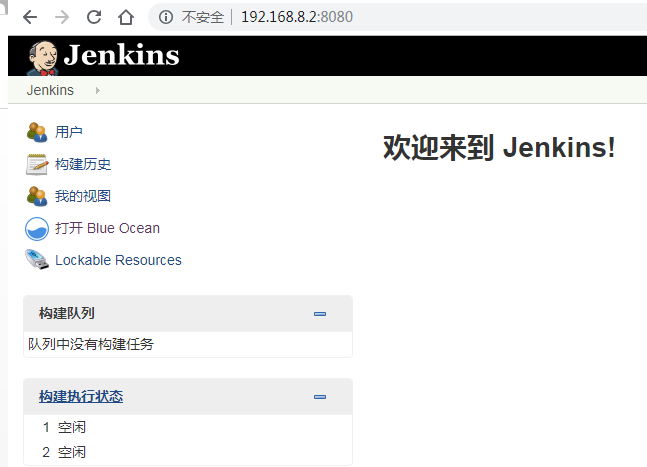 不安全 192.168.8.2:8080
Jenkins
Jenkins
用户
构建历史
我的视图
打开 Blue Ocean
Lockable Resources
欢迎来到 Jenkins!
构建队列
队列中没有构建任务
构建执行状态
1 空闲
2 空闲